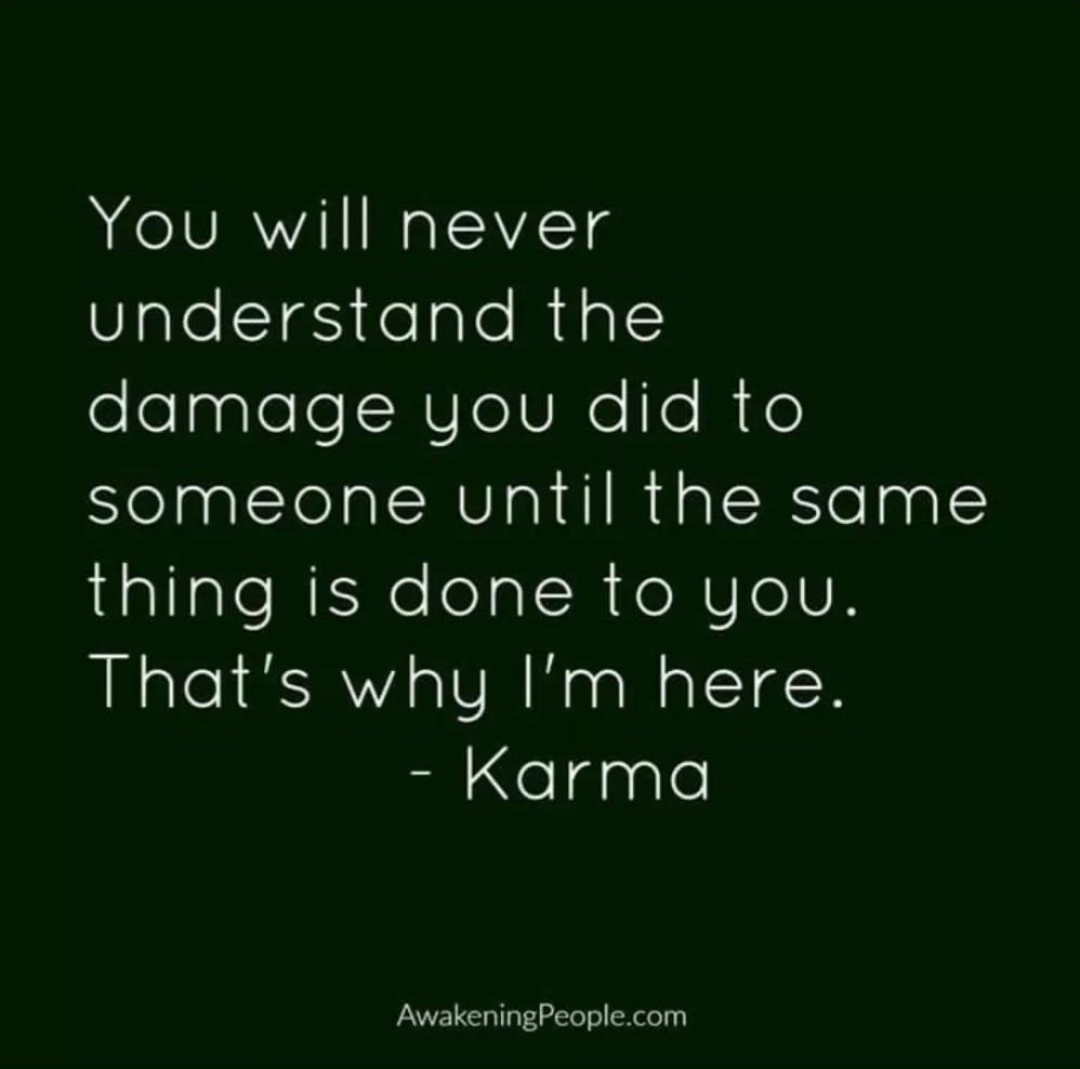 You will never
understand the
damage you did to
someone until the same
thing is done to you.
That's why I'm here.
- Karma
AwakeningPeople.com